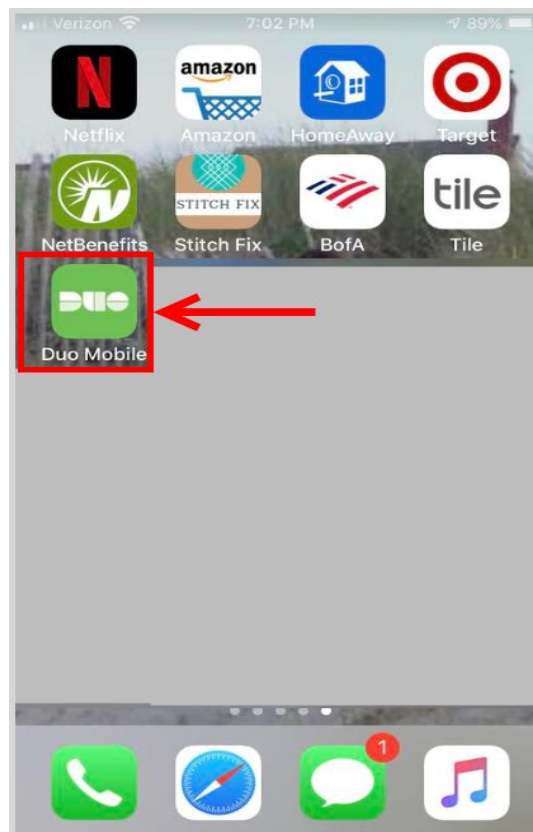 Verizon 7:02 PM 89%
amazon
Netflix Amazon HomeAway Target
STITCH FIX tile
NetBenefits Stitch Fix BofA Tile
DUO
Duo Mobile
1